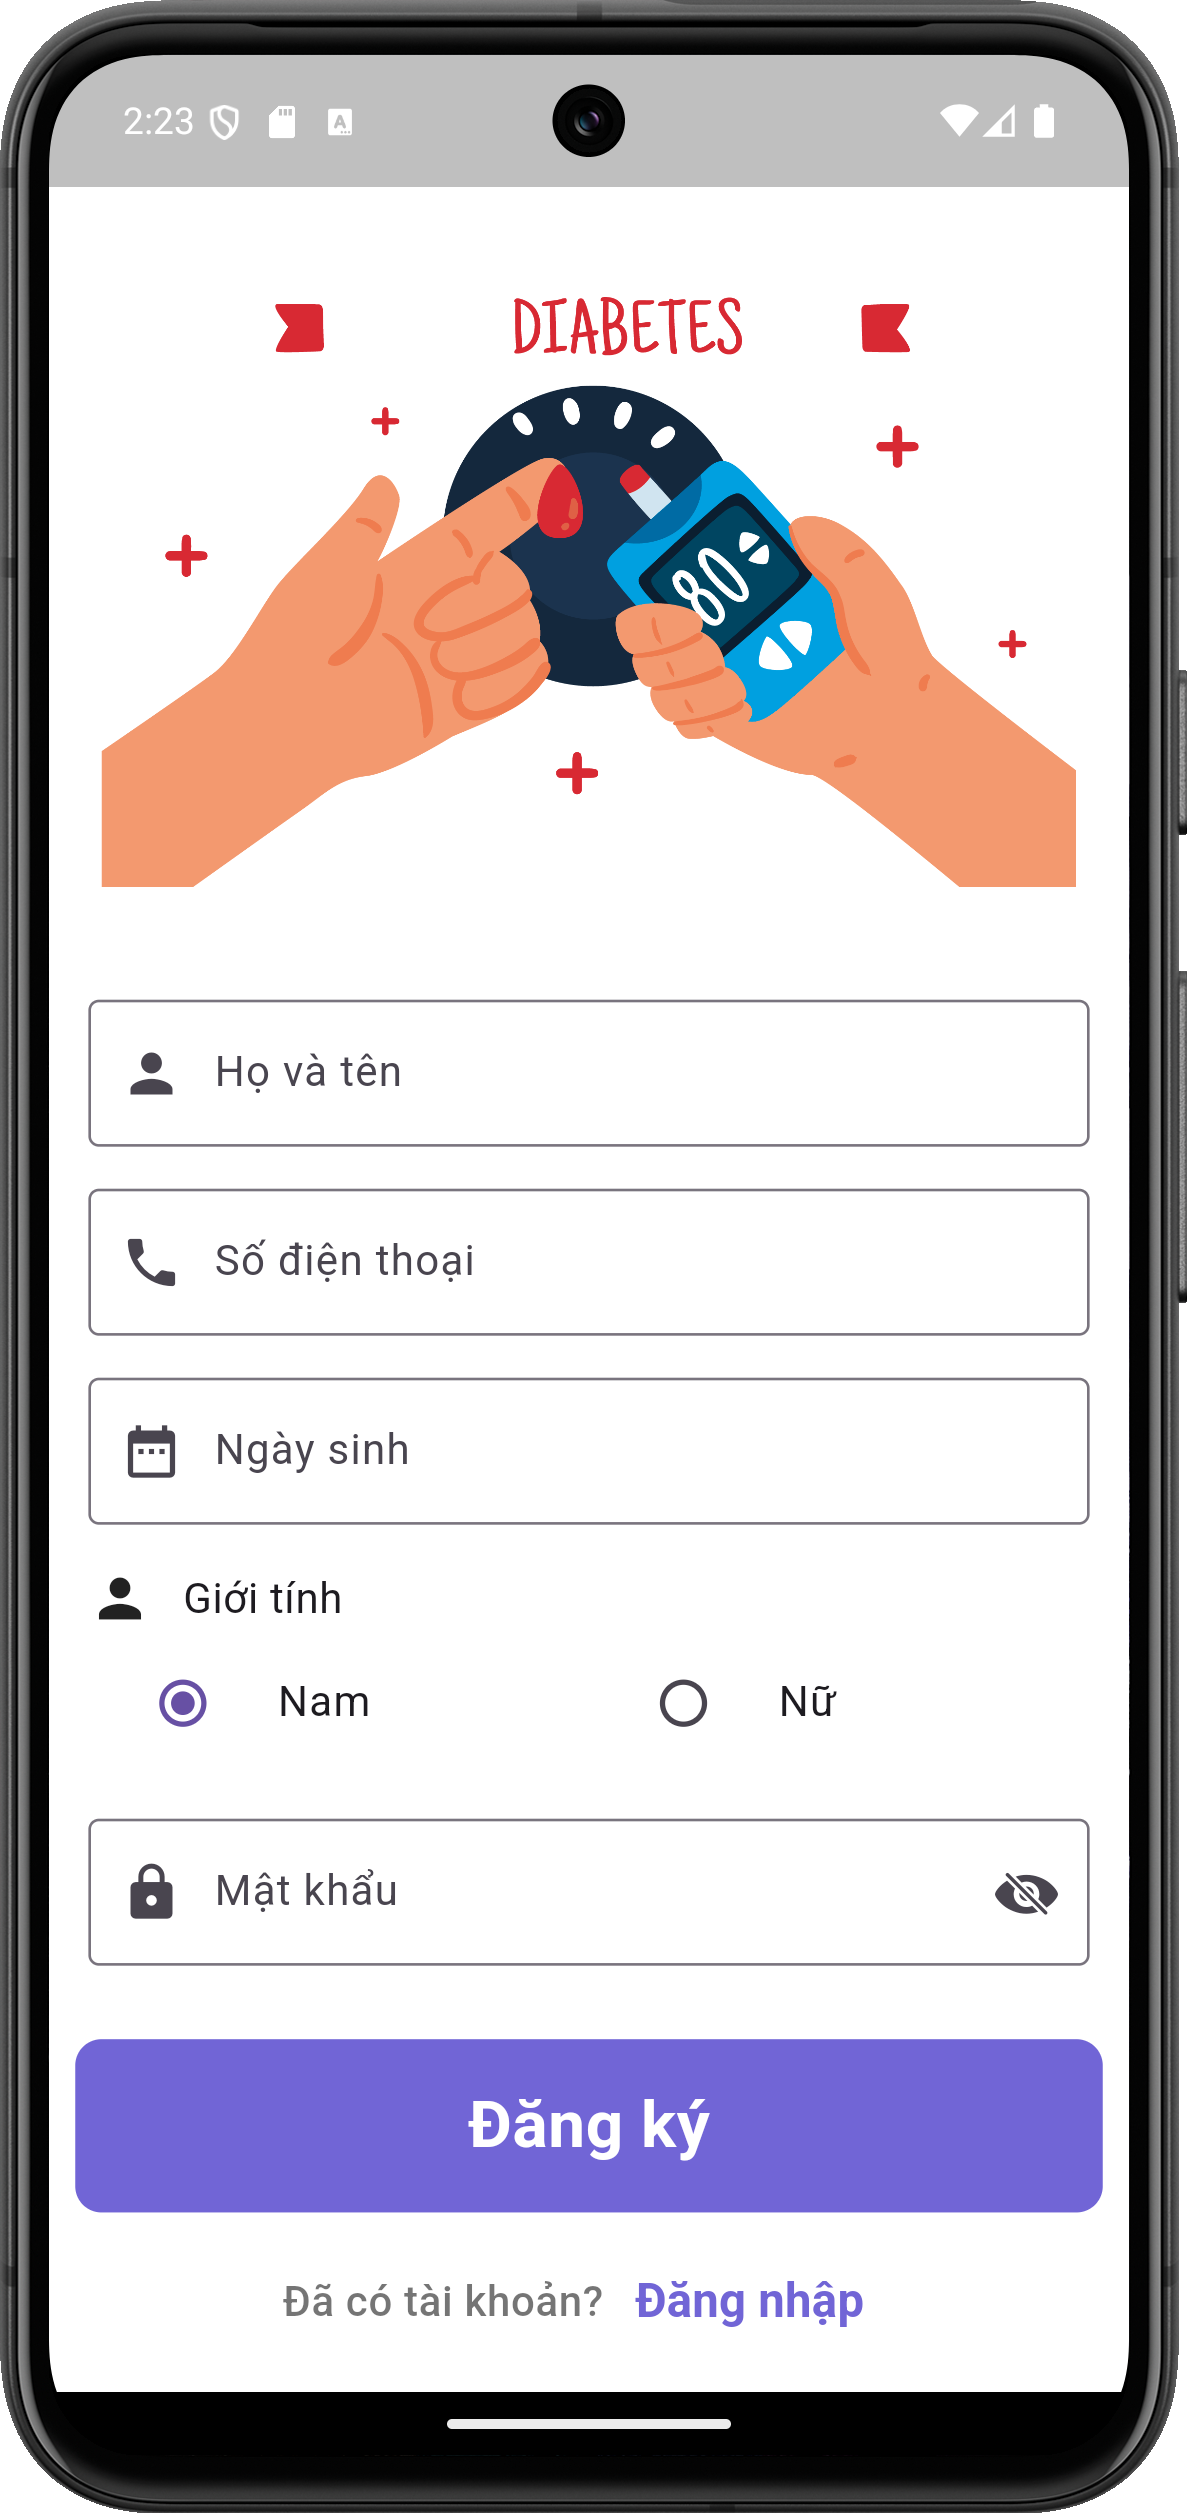 2:23
DIABETES
80
Họ và tên
Số điện thoại
Ngày sinh
Giới tính
Nam
Nữ
Mật khẩu
Đăng ký
Đã có tài khoản? Đăng nhập